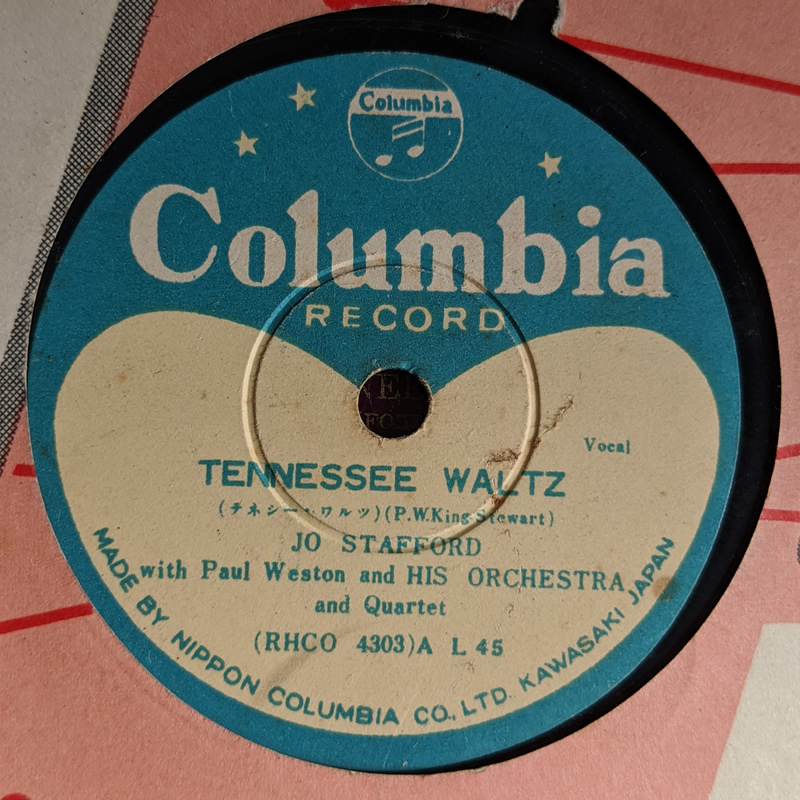 Columbia
Columbia
RECORD
Vocal
TENNESSEE WALTZ
(チネシー・ワルツ)(P.W.King-Stewart)
JO STAFFORD
with Paul Weston and HIS ORCHESTRA
and Quartet
(RHCO 4303)A L 45
MADE BY NIPPON COLUMBIA CO., LTD. KAWASAKI JAPAN